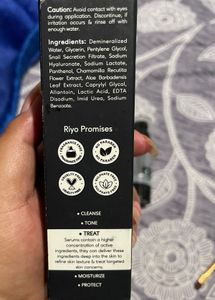 Caution: Avoid contact with eyes
during application. Discontinue, if
irritation occurs & rinse off with
enough water.
Ingredients: Demineralized
Water, Glycerin, Pentylene Glycol,
Snail Secretion Filtrate, Sodium
Hyaluronate, Sodium Lactate,
Panthenol, Chamomilla Recutita
Flower Extract, Aloe Barbadensis
Leaf Extract, Caprylyl Glycol,
Allantoin, Lactic Acid, EDTA
Disodium, Imid Urea, Sodium
Benzoate.
Riyo Promises
• CLEANSE
• TONE
• TREAT
Serums contain a higher
concentration of active
ingredients, they can deliver these
ingredients deep into the skin to
refine skin texture & treat targeted
skin concerns.
• MOISTURIZE
• PROTECT